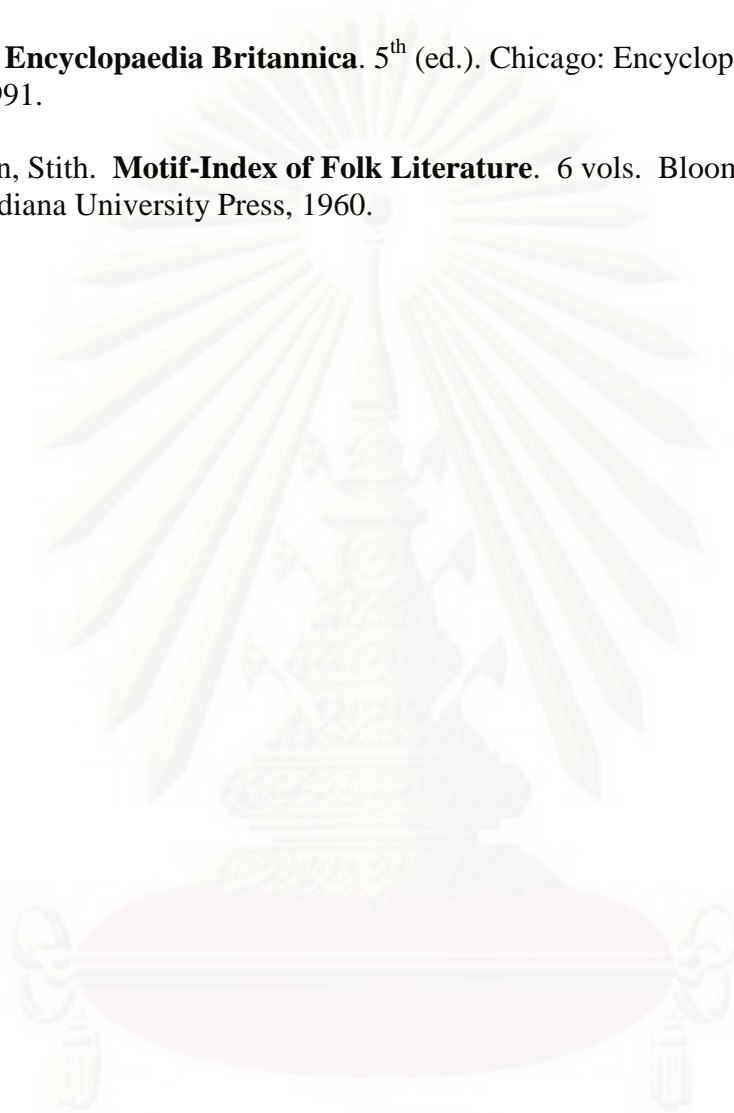 Encyclopaedia Britannica. 5th (ed.). Chicago: Encyclop
991.
n, Stith. Motif-Index of Folk Literature. 6 vols. Bloom
diana University Press, 1960.